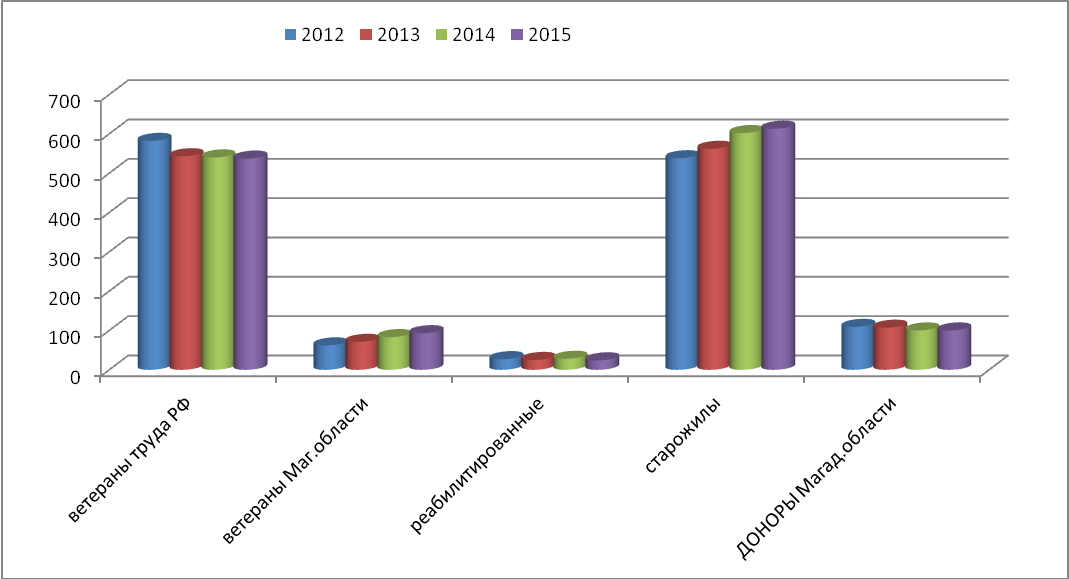 2012 2013 2014 2015
700
600
500
400
300
200
100
0
ветераны труда РФ
ветераны Маг.области
реабилитированные
старожилы
ДОНОРЫ Магад.области